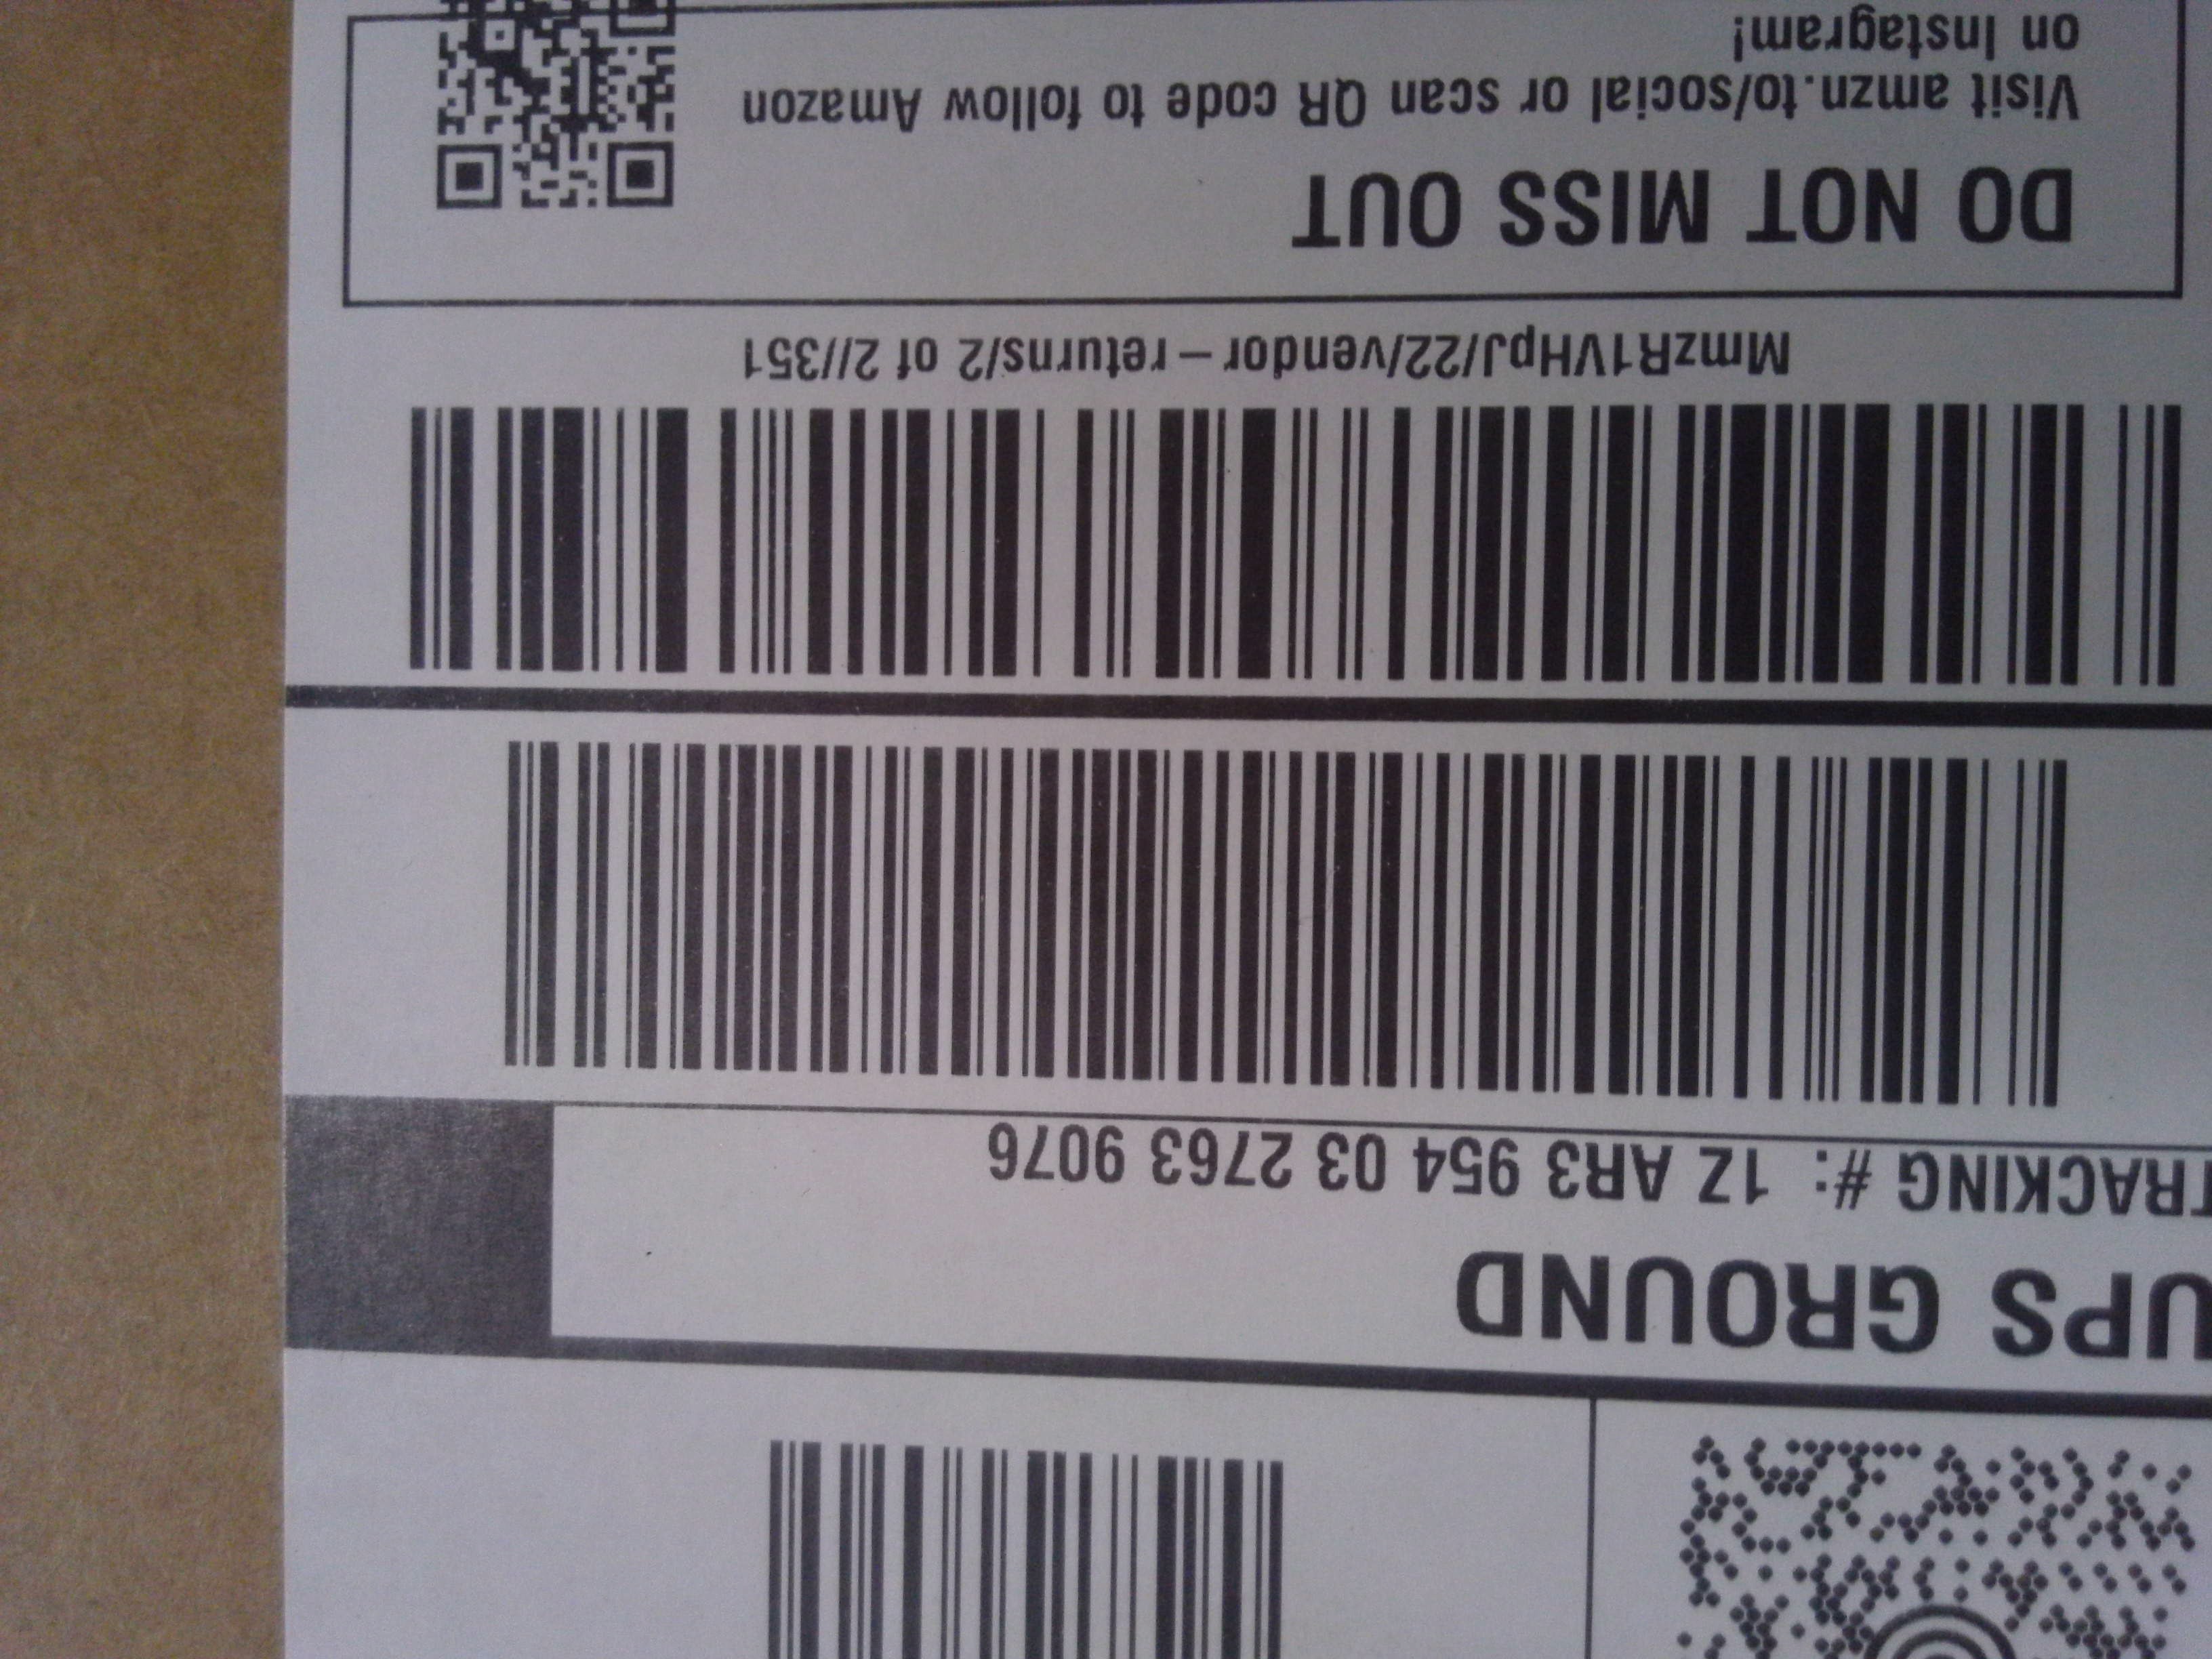 UPS GROUND
TRACKING #: 1Z AR3 954 03 2763 9076
MmzR1VHpJ/22/vendor-returns/2 of 2//351
DO NOT MISS OUT
Visit amzn.to/social or scan QR code to follow Amazon
on Instagram!